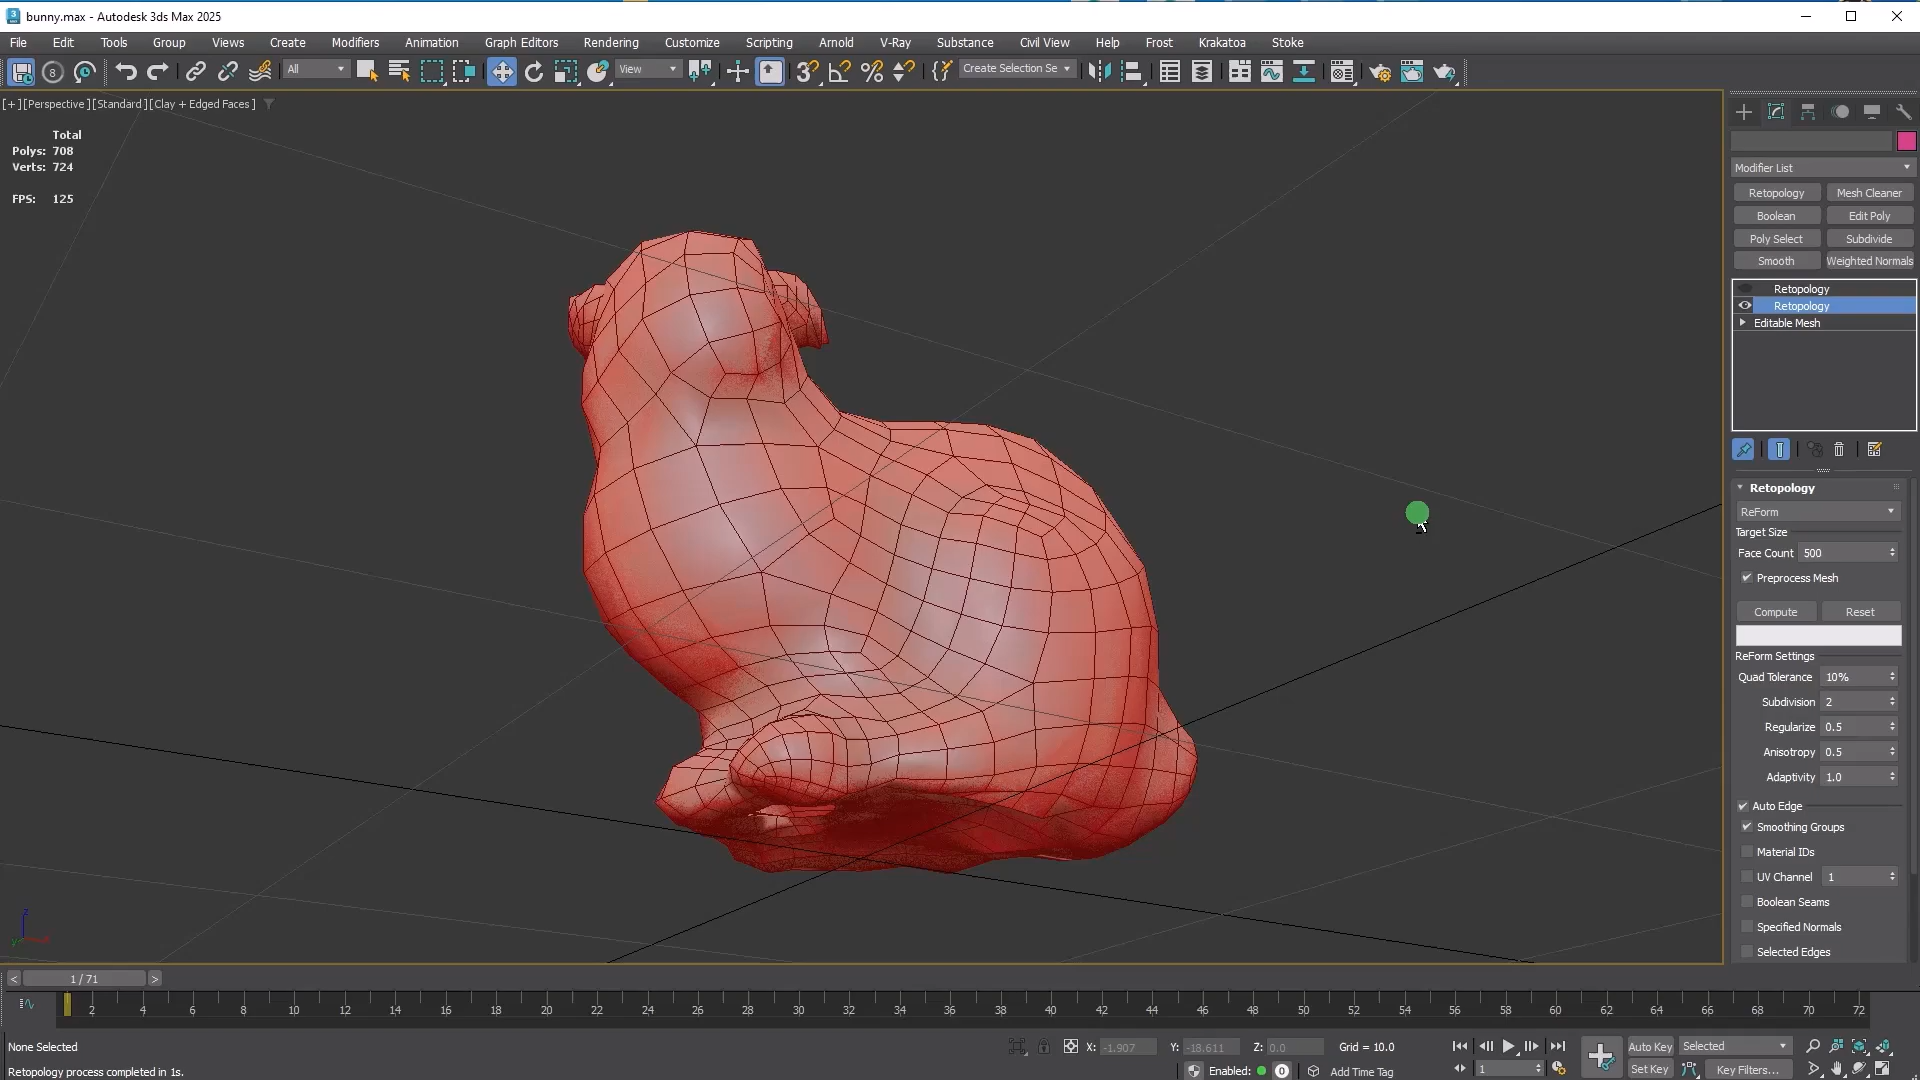 bunny.max - Autodesk 3ds Max 2025
File Edit Tools Group Views Create Modifiers Animation Graph Editors Rendering Customize Scripting Arnold V-Ray Substance Civil View Help Frost Krakatoa Stoke
8 All View Create Selection Se
[+][Perspective][Standard][Clay + Edged Faces]
Total
Polys: 708
Verts: 724
FPS: 125
Modifier List
Retopology Mesh Cleaner
Boolean Edit Poly
Poly Select Subdivide
Smooth Weighted Normals
Retopology
Retopology
Editable Mesh
Retopology
ReForm
Target Size
Face Count 500
Preprocess Mesh
Compute Reset
ReForm Settings
Quad Tolerance 10%
Subdivision 2
Regularize 0.5
Anisotropy 0.5
Adaptivity 1.0
Auto Edge
Smoothing Groups
Material IDs
UV Channel 1
Boolean Seams
Specified Normals
Selected Edges
z
y
< 1 / 71 >
2 4 6 8 10 12 14 16 18 20 22 24 26 28 30 32 34 36 38 40 42 44 46 48 50 52 54 56 58 60 62 64 66 68 70 72
None Selected X: -1.907 Y: -18.611 Z: 0.0 Grid = 10.0 Auto Key Selected
Retopology process completed in 1s. Enabled: 0 Add Time Tag 1 Set Key Key Filters...